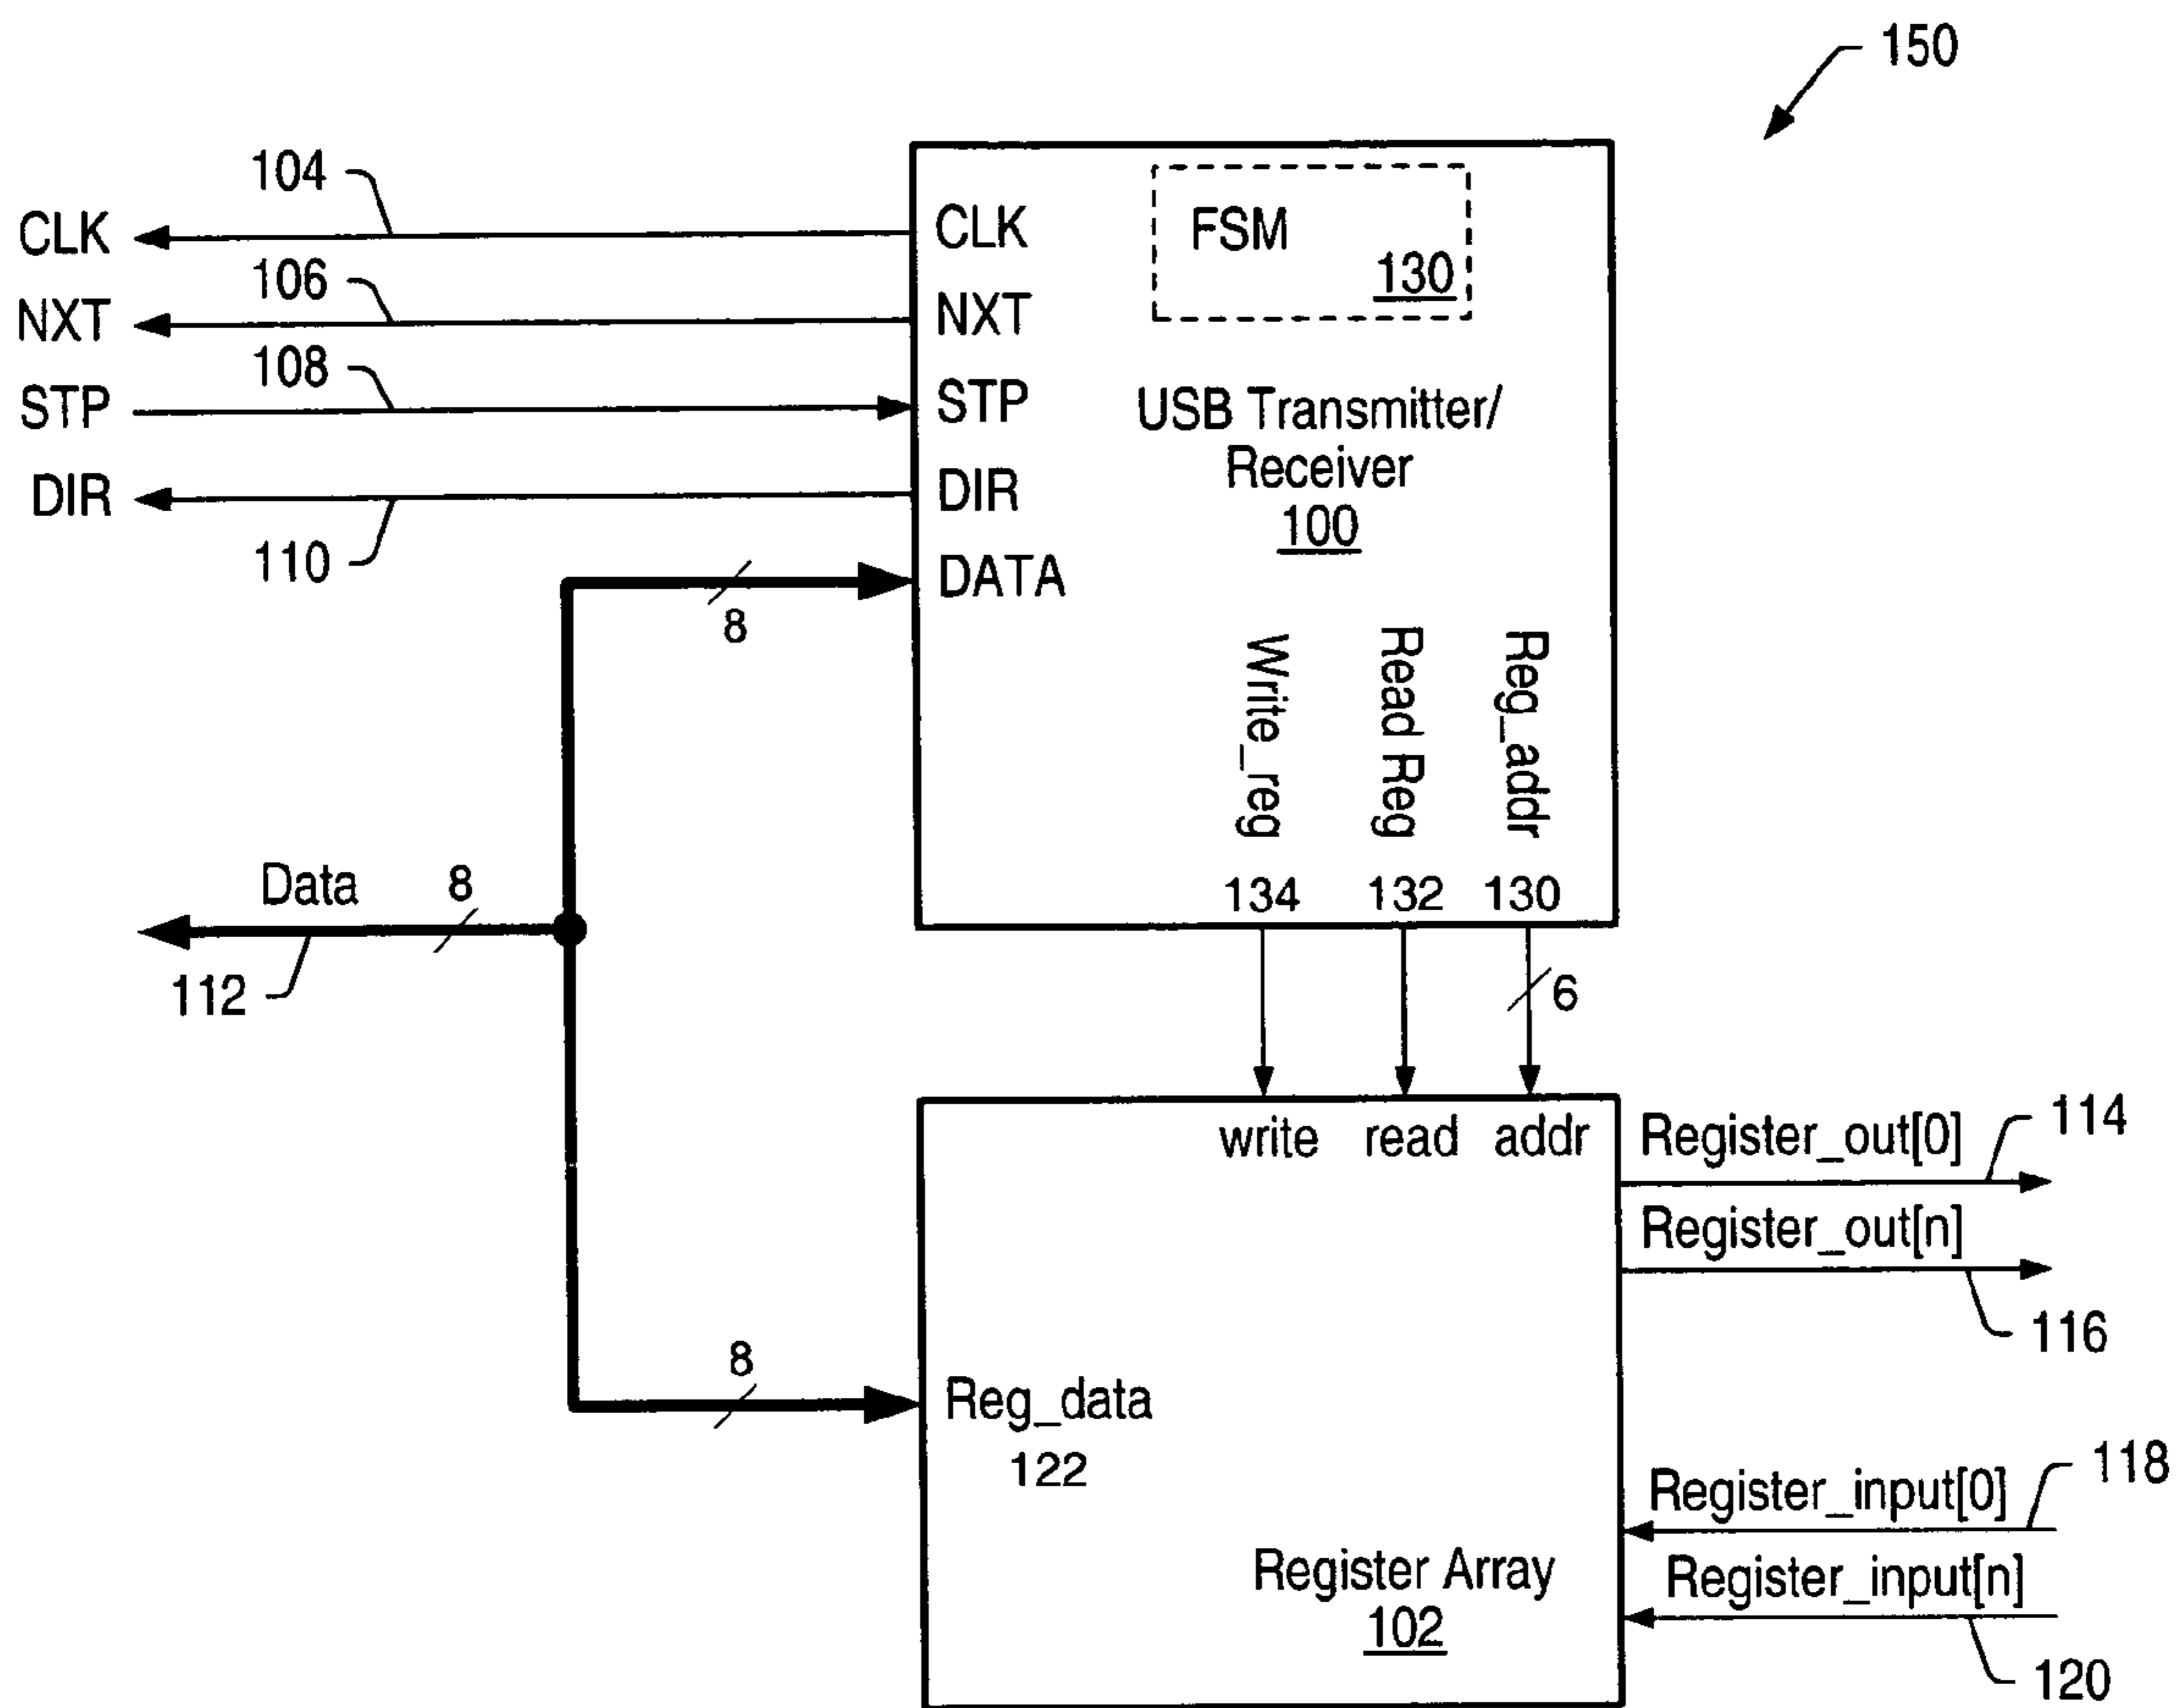 150
104
CLK
CLK
FSM
130
106
NXT
NXT
108
STP
STP
USB Transmitter/
Receiver
100
DIR
DIR
110
DATA
8
Write_reg
Read Reg
Reg_addr
134
132
130
Data
8
112
6
write
read
addr
Register_out[0]
114
Register_out[n]
116
8
Reg_data
122
Register_input[0]
118
Register Array
102
Register_input[n]
120